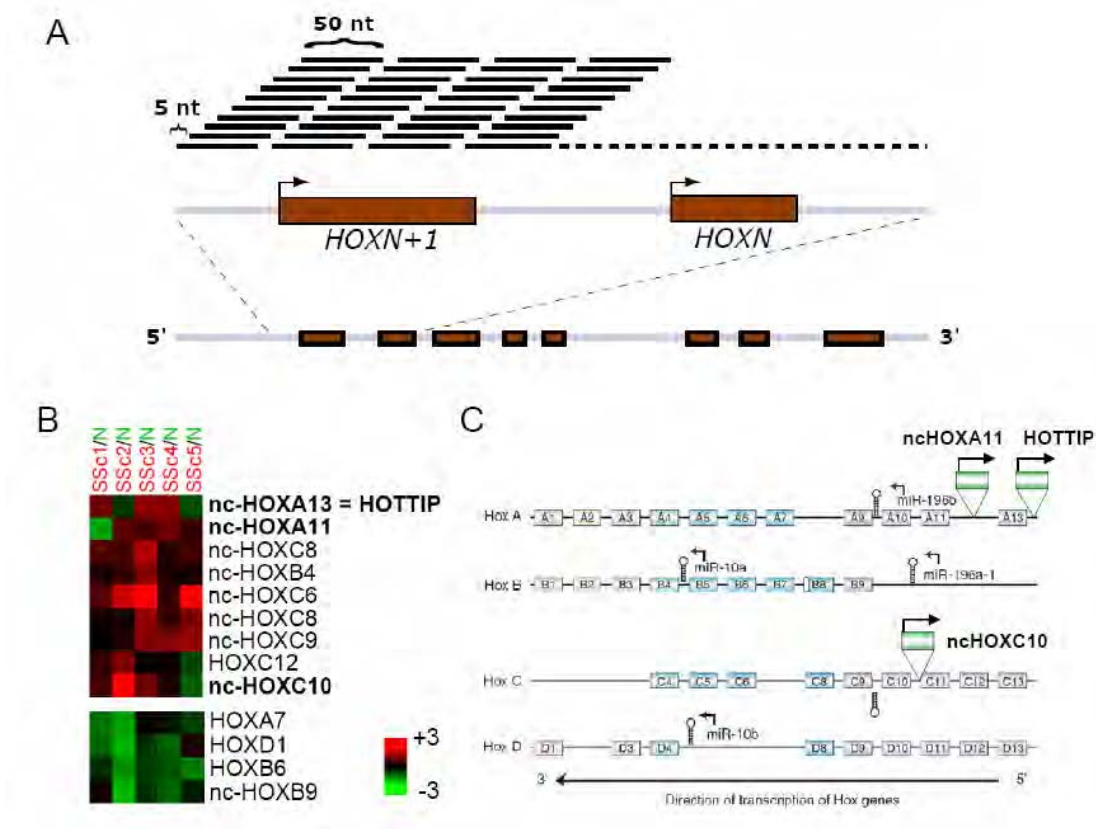 A
50 nt
5 nt
HOXN+1
HOXN
5'
3'
B
SSc1/N
SSc2/N
SSc3/N
SSc4/N
SSc5/N
nc-HOXA13 = HOTTIP
nc-HOXA11
nc-HOXC8
nc-HOXB4
nc-HOXC6
nc-HOXC8
nc-HOXC9
HOXC12
nc-HOXC10
HOXA7
HOXD1
HOXB6
nc-HOXB9
+3
-3
C
ncHOXA11
HOTTIP
miR-196b
Hox A
A1 A2 A3 A4 A5 A6 A7 A9 A10 A11 A13
miR-10a
miR-196a-1
Hox B
B1 B2 B3 B4 B5 B6 B7 B8 B9
ncHOXC10
Hox C
C4 C5 C6 C8 C9 C10 C11 C12 C13
miR-10b
Hox D
D1 D3 D4 D8 D9 D10 D11 D12 D13
3'
5'
Direction of transcription of Hox genes